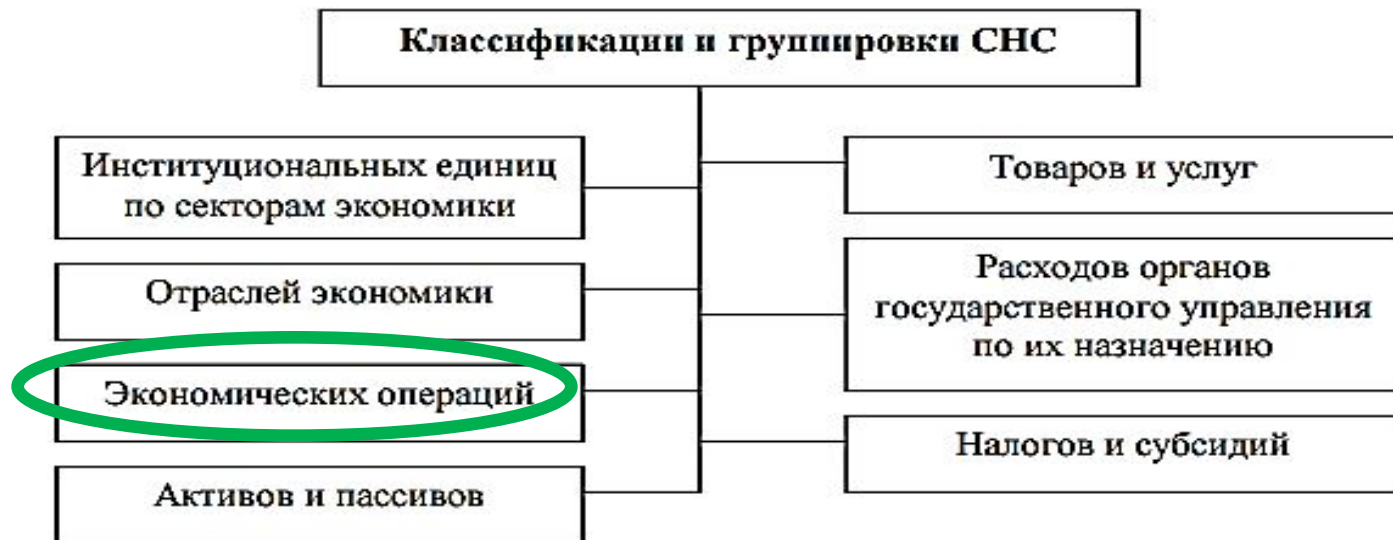 Классификации и группировки СНС
Институциональных единиц
по секторам экономики
Отраслей экономики
Экономических операций
Активов и пассивов
Товаров и услуг
Расходов органов
государственного управления
по их назначению
Налогов и субсидий